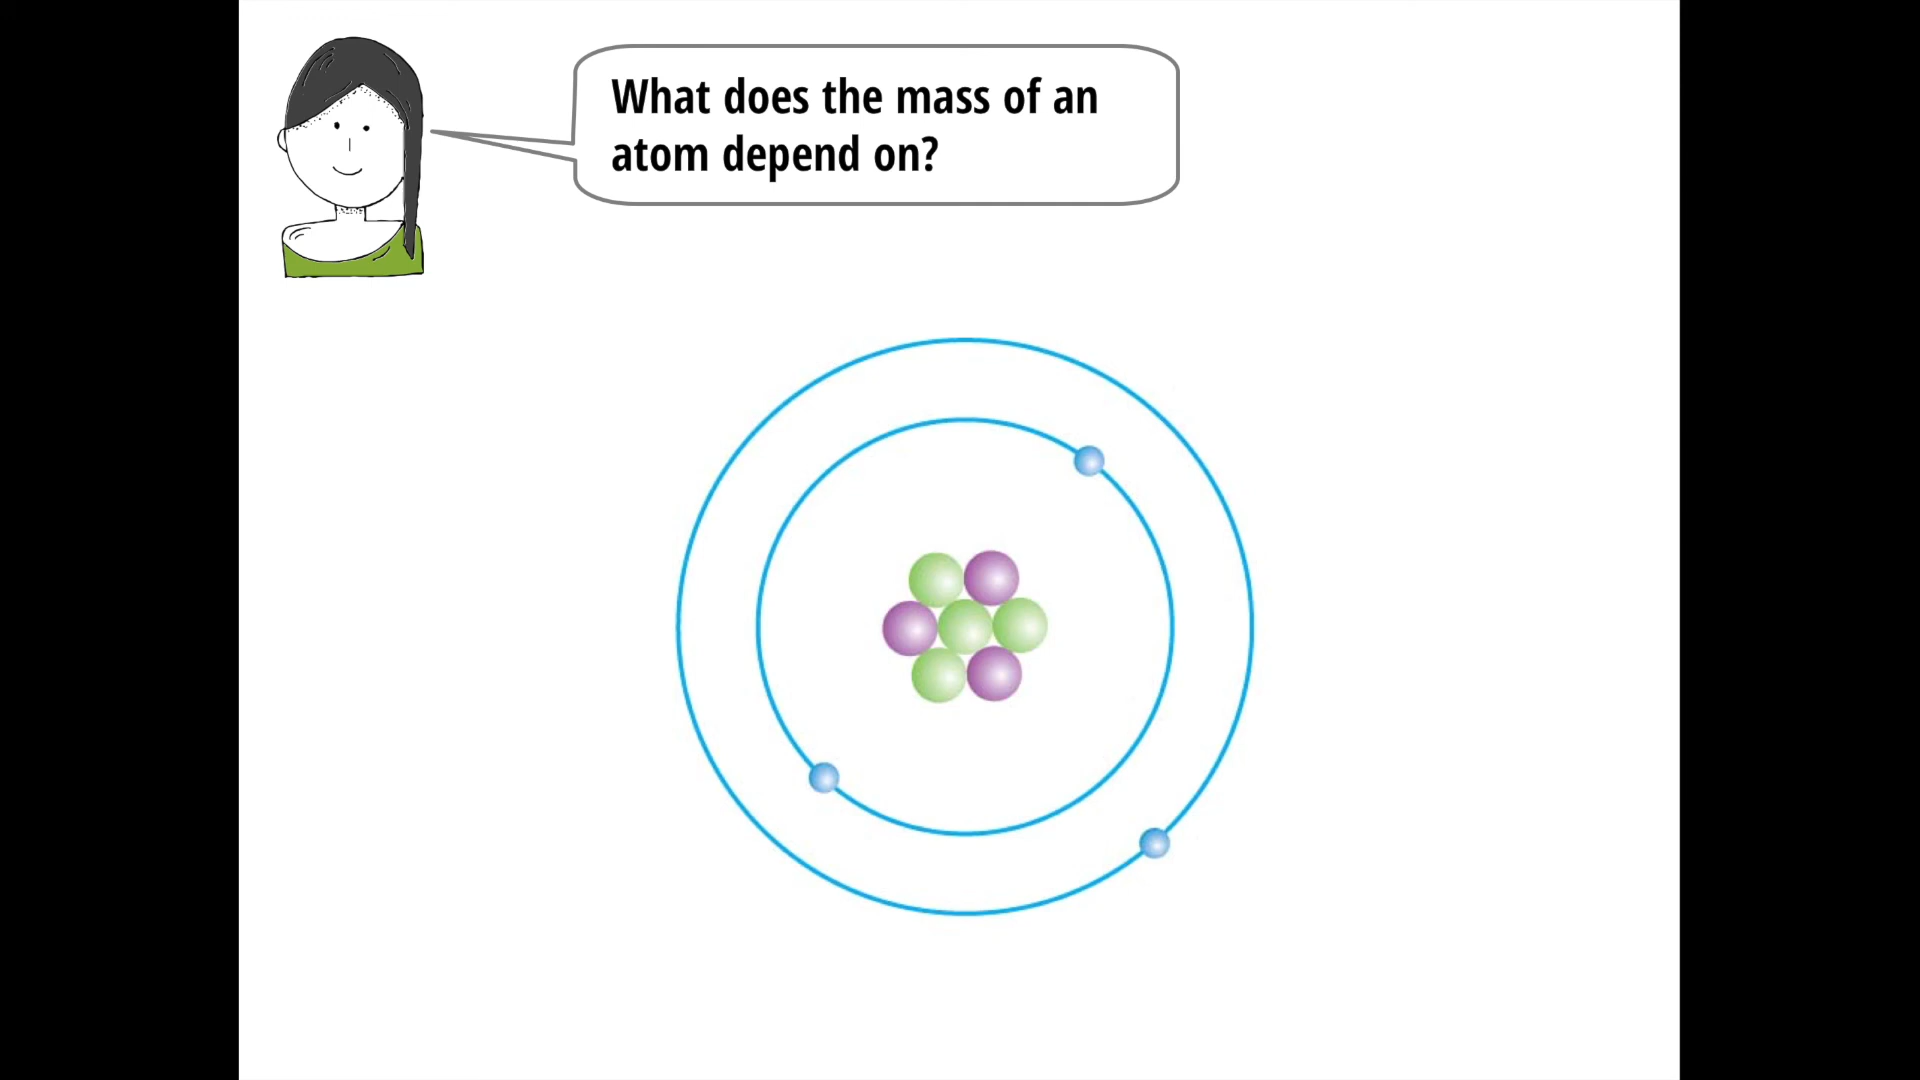 What does the mass of an
atom depend on?